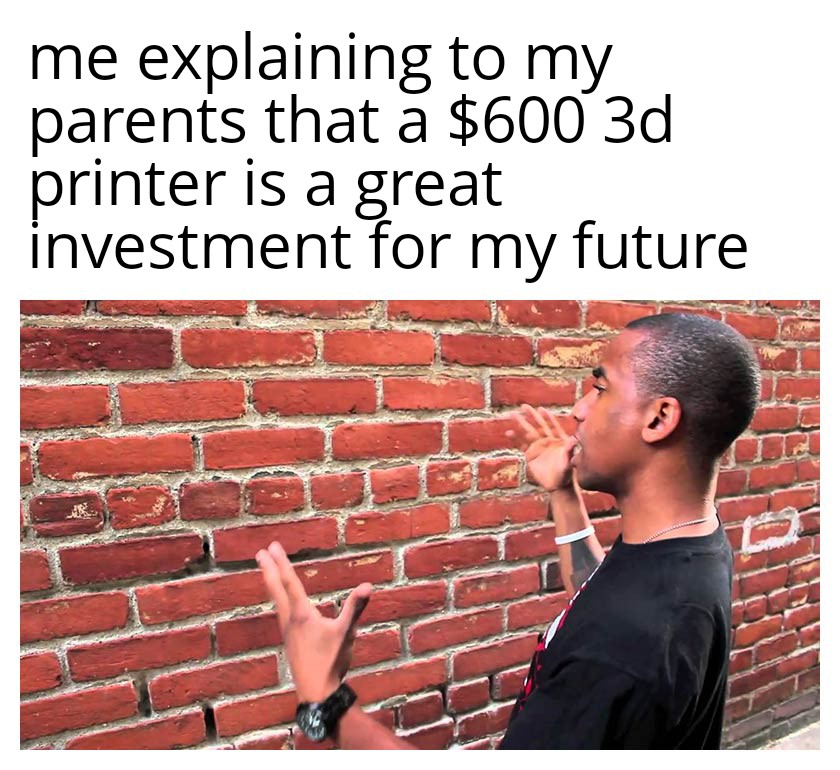 me explaining to my
parents that a $600 3d
printer is a great
investment for my future